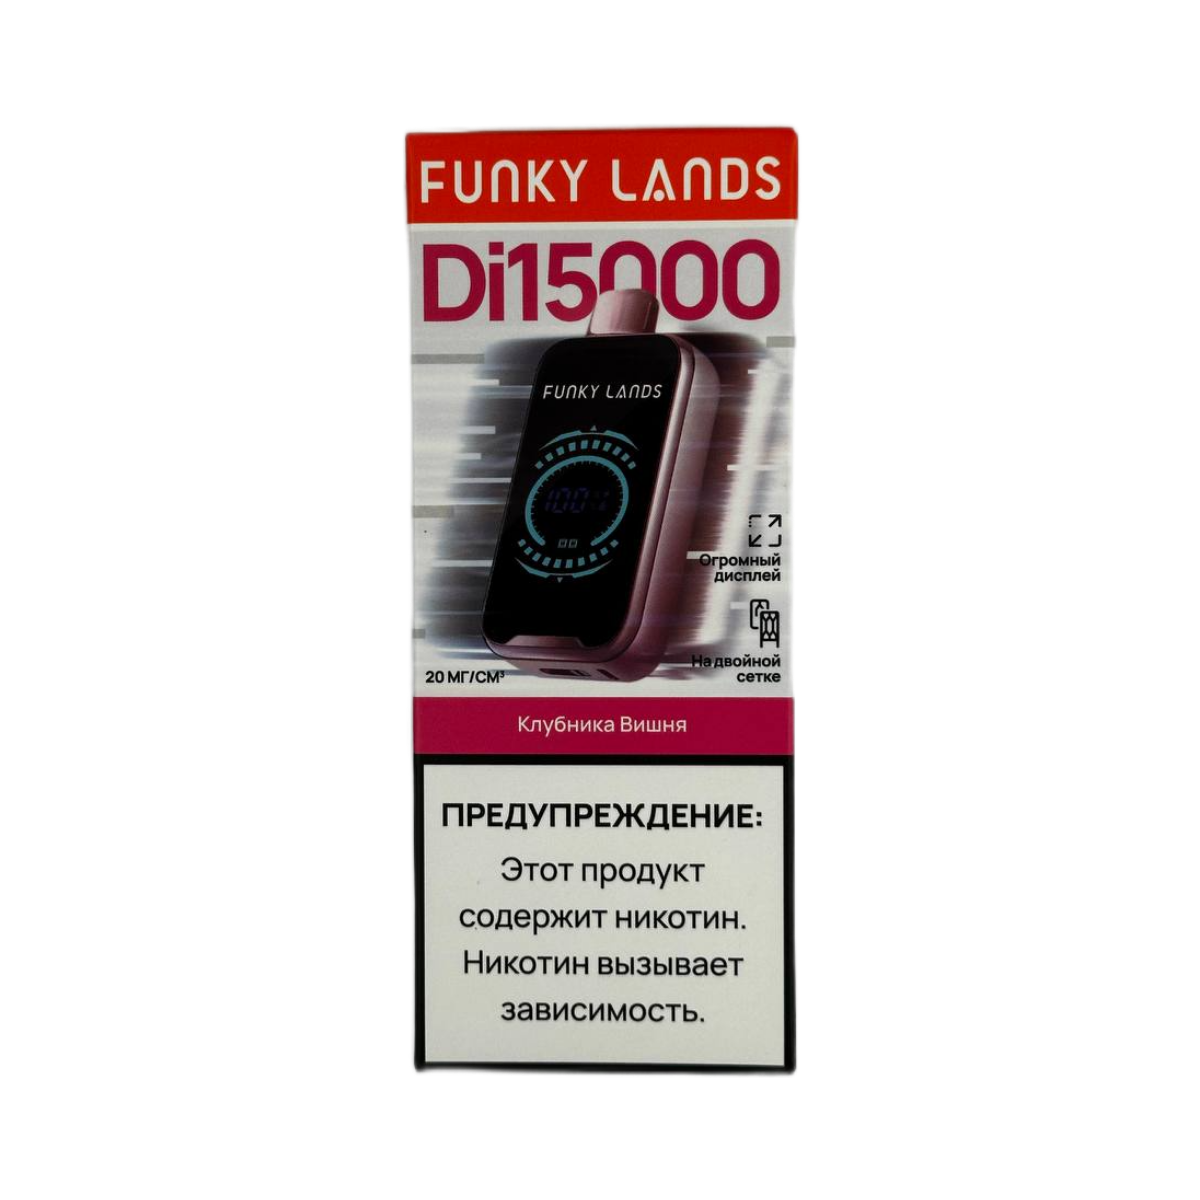 FUNKY LANDS
Di15000
FUNKY LANDS
100
Огромный
дисплей
На двойной
сетке
20 МГ/СМ³
Клубника Вишня
ПРЕДУПРЕЖДЕНИЕ:
Этот продукт
содержит никотин.
Никотин вызывает
зависимость.